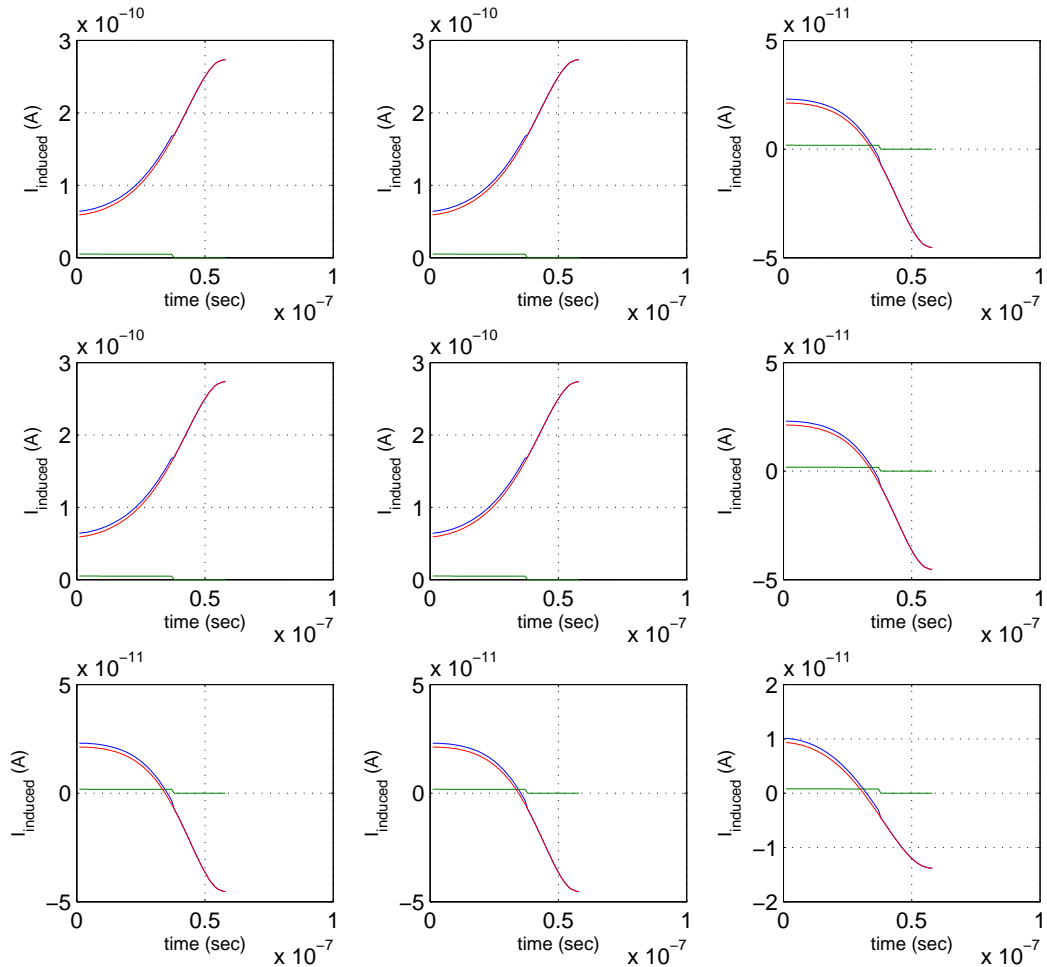 x 10−10 x 10−10 x 10−11
3 3 5
2 2
I_induced (A) I_induced (A) I_induced (A)
0
1 1
0 0 −5
0 0.5 1 0 0.5 1 0 0.5 1
time (sec) time (sec) time (sec)
x 10−7 x 10−7 x 10−7
x 10−10 x 10−10 x 10−11
3 3 5
2 2
I_induced (A) I_induced (A) I_induced (A)
0
1 1
0 0 −5
0 0.5 1 0 0.5 1 0 0.5 1
time (sec) time (sec) time (sec)
x 10−7 x 10−7 x 10−7
x 10−11 x 10−11 x 10−11
5 5 2
1
I_induced (A) I_induced (A) I_induced (A)
0 0 0
−1
−5 −5 −2
0 0.5 1 0 0.5 1 0 0.5 1
time (sec) time (sec) time (sec)
x 10−7 x 10−7 x 10−7